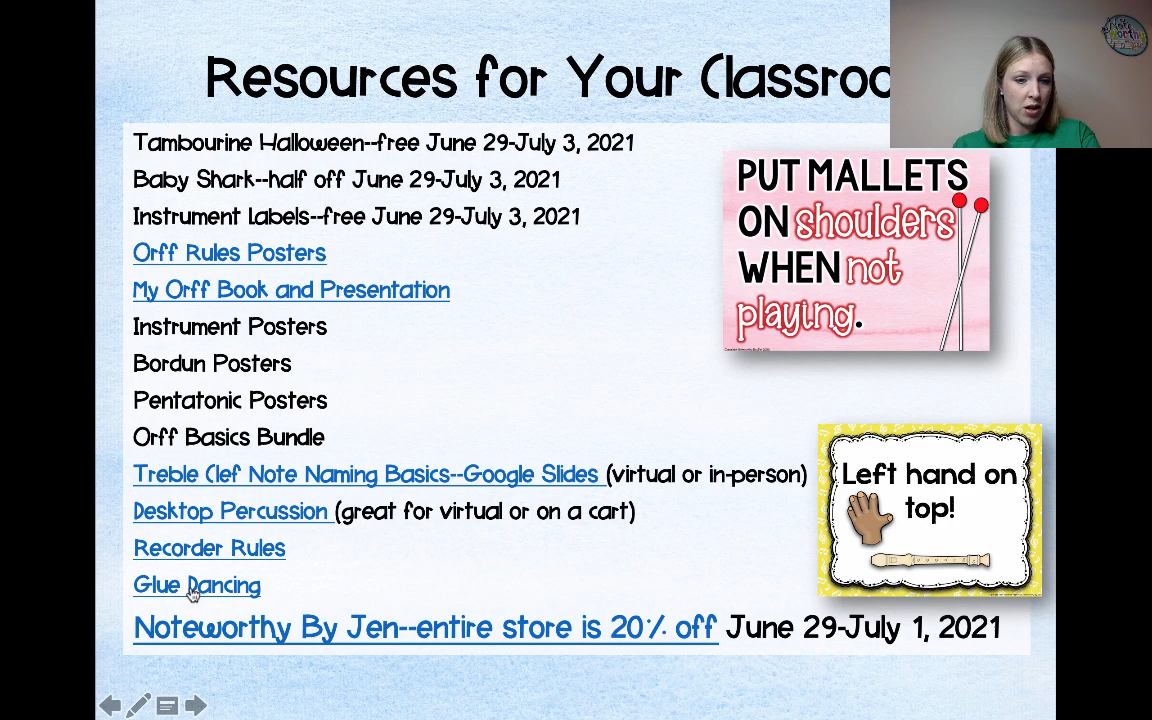 Resources for Your Classroo
Tambourine Halloween--free June 29-July 3, 2021
Baby Shark--half off June 29-July 3, 2021
Instrument Labels--free June 29-July 3, 2021
Orff Rules Posters
My Orff Book and Presentation
Instrument Posters
Bordun Posters
Pentatonic Posters
Orff Basics Bundle
Treble Clef Note Naming Basics--Google Slides (virtual or in-person)
Desktop Percussion (great for virtual or on a cart)
Recorder Rules
Glue Dancing
Noteworthy By Jen--entire store is 20% off June 29-July 1, 2021
PUT MALLETS
ON shoulders
WHEN not
playing.
Left hand on
top!